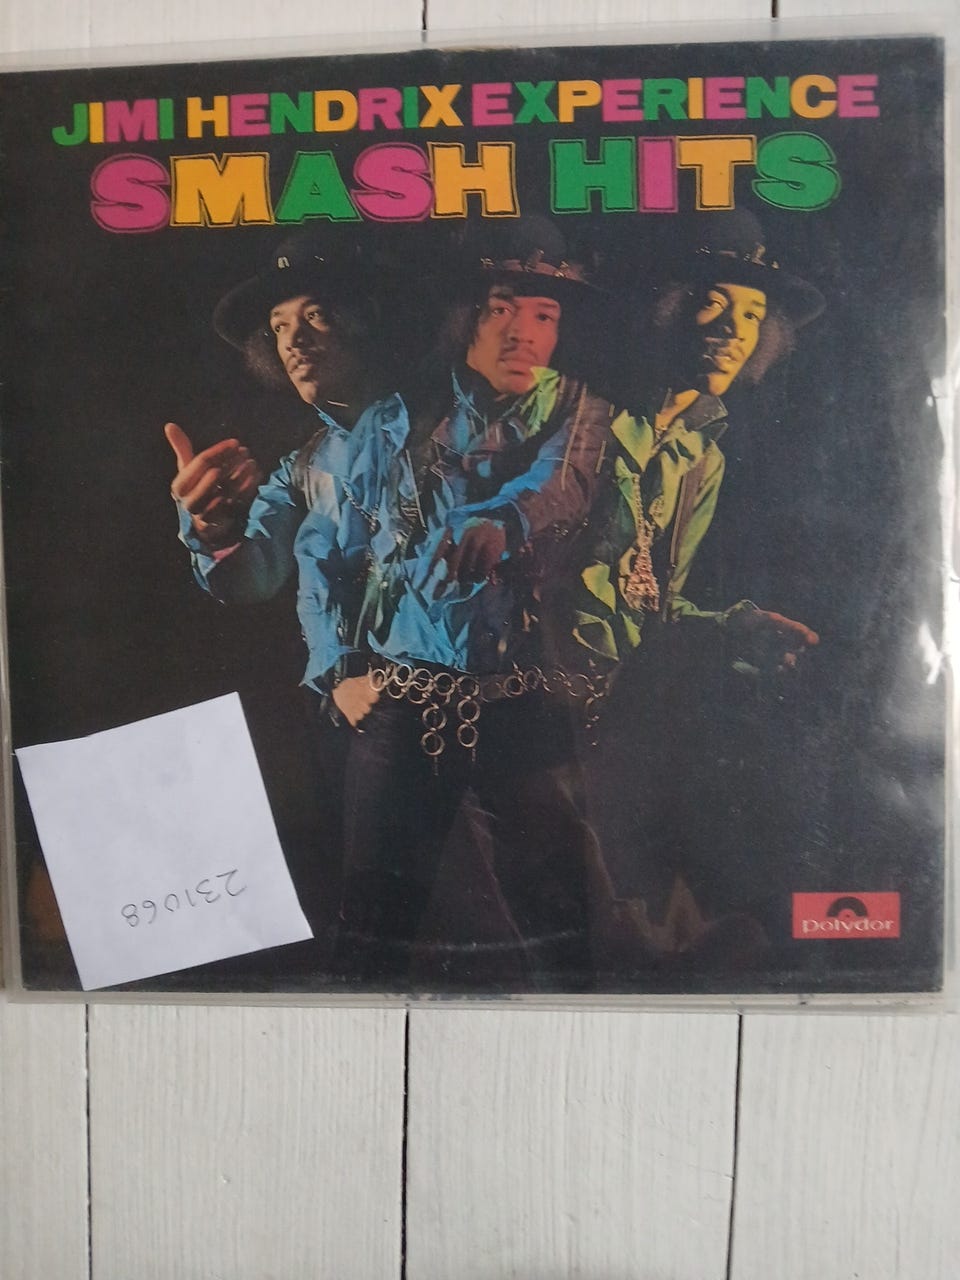 JIMI HENDRIX EXPERIENCE
SMASH HITS
231068
polydor